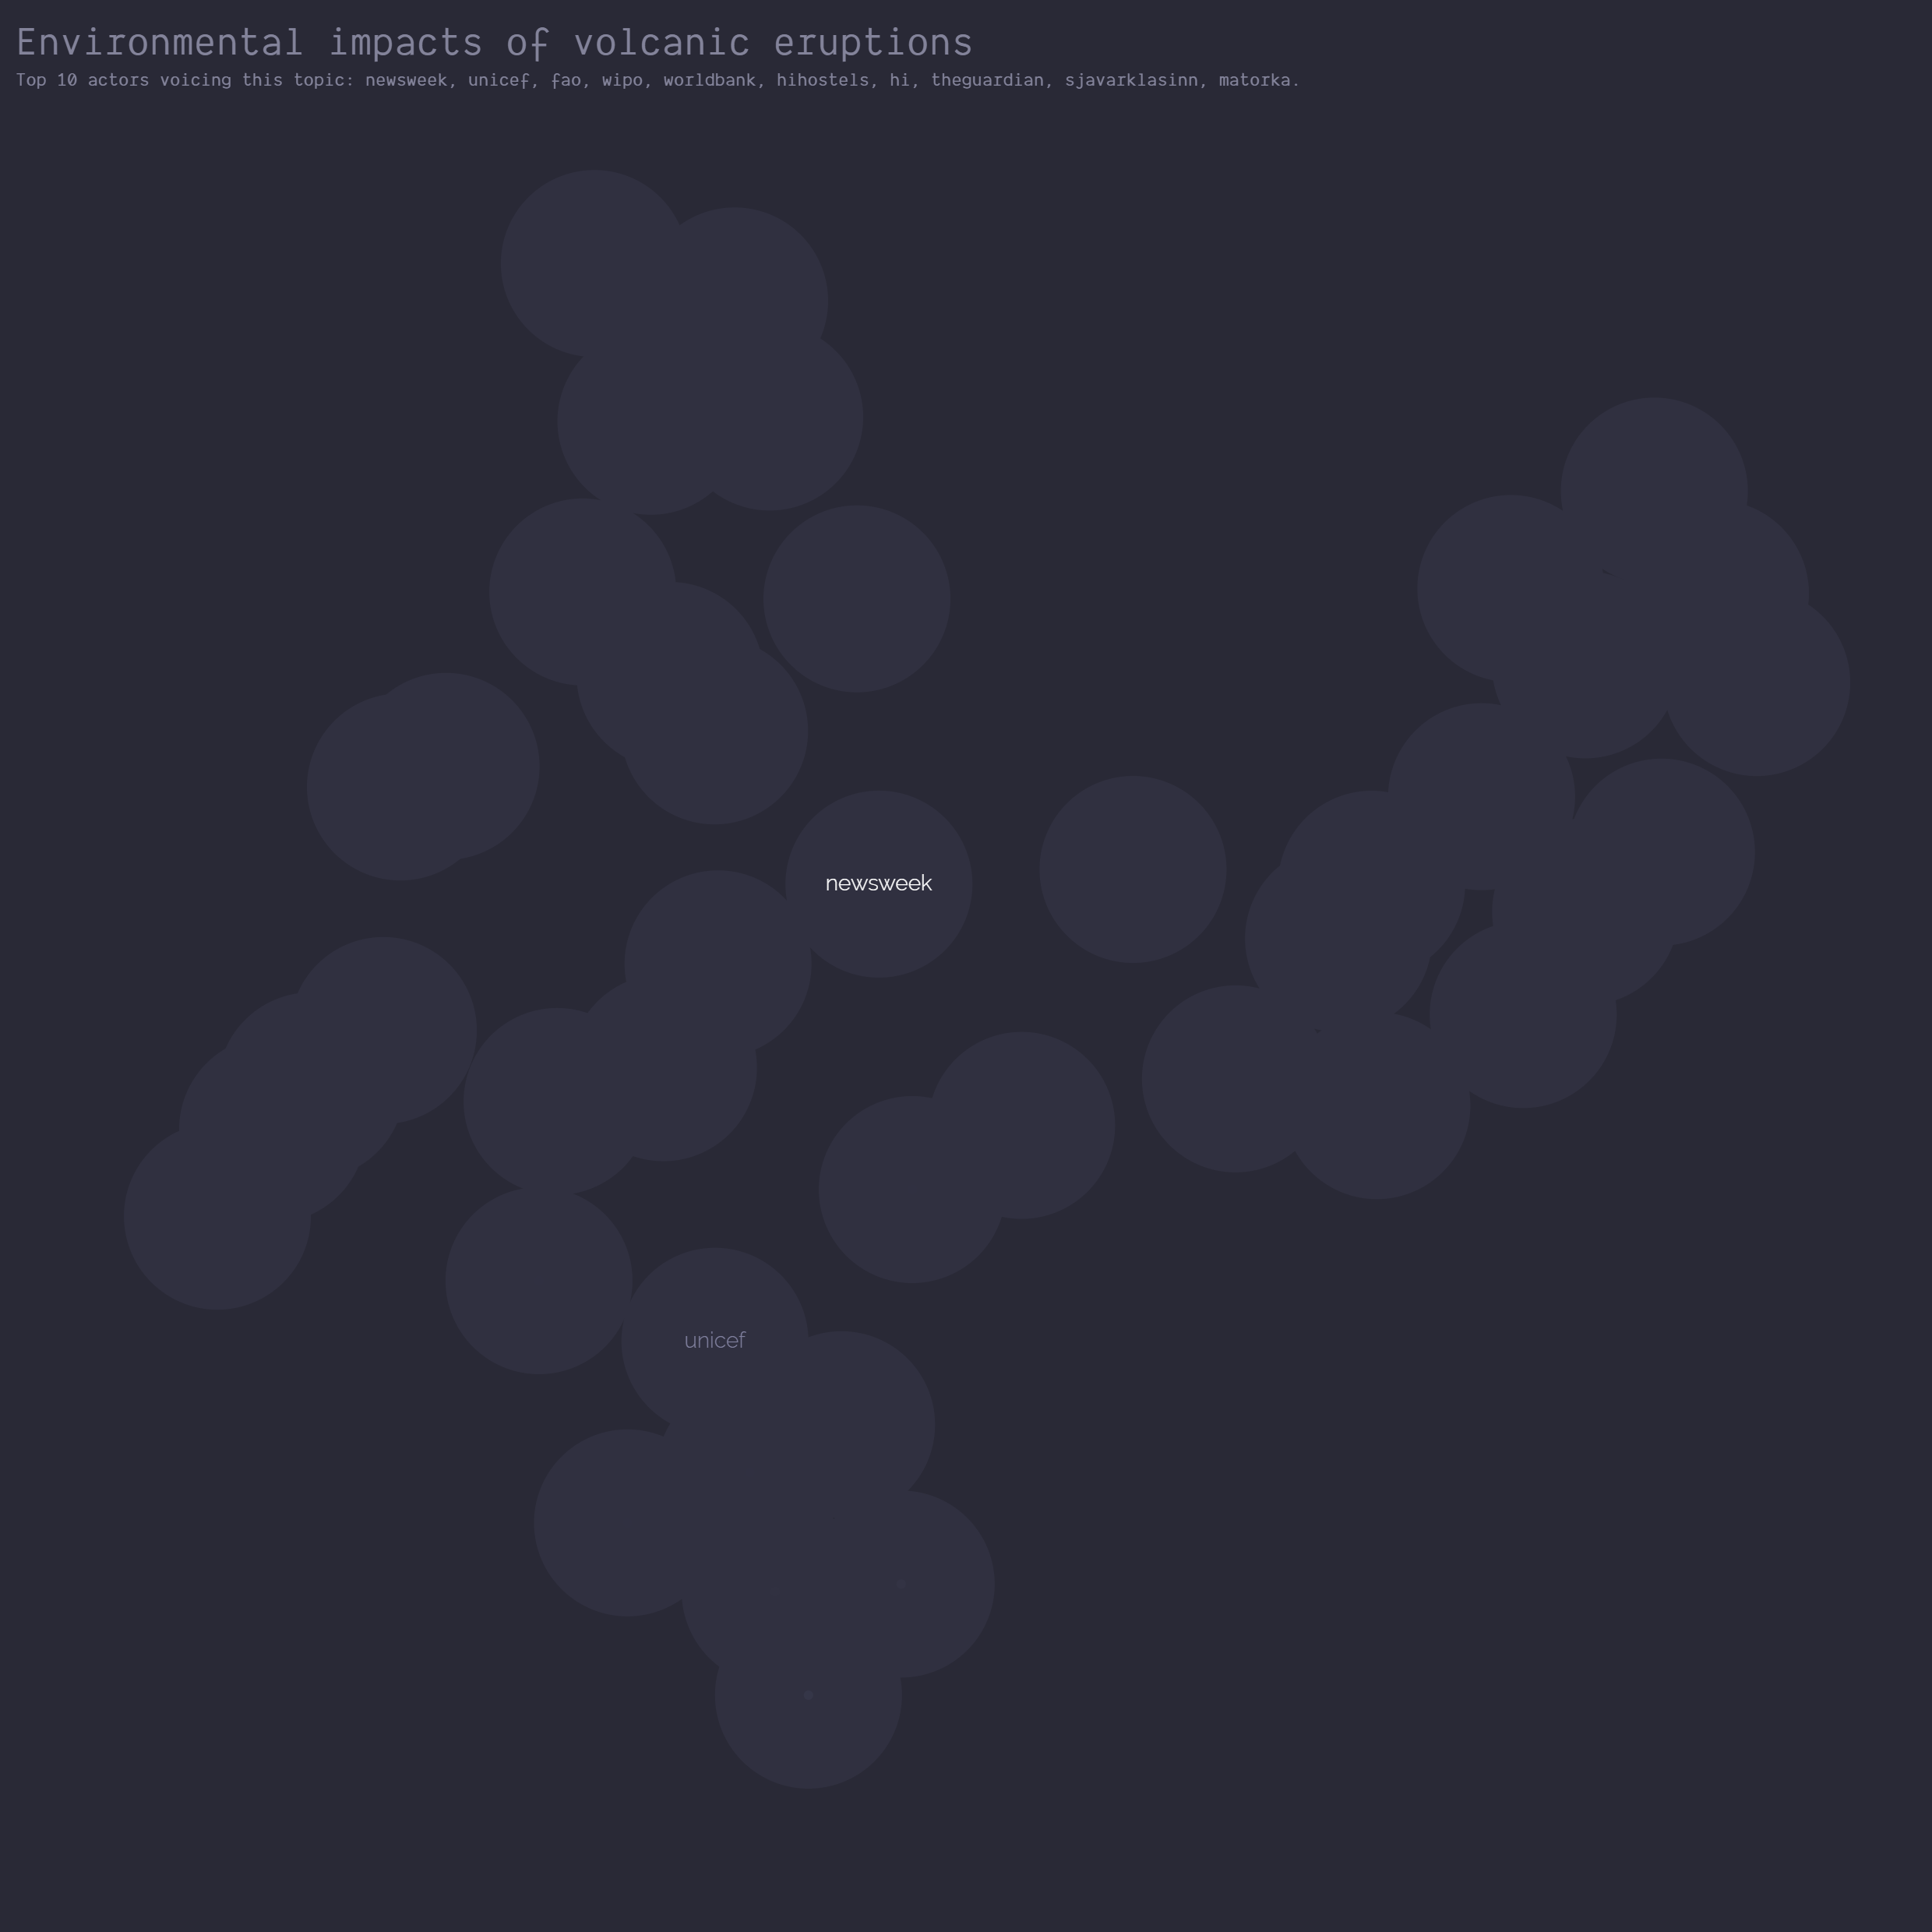 Environmental impacts of volcanic eruptions
Top 10 actors voicing this topic: newsweek, unicef, fao, wipo, worldbank, hihostels, hi, theguardian, sjavarklasinn, matorka.
newsweek
unicef